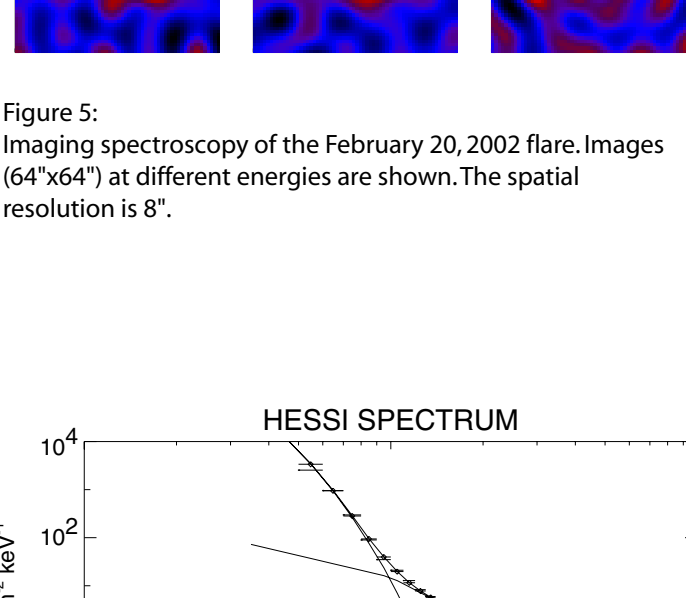 Figure 5:
Imaging spectroscopy of the February 20, 2002 flare. Images
(64"x64") at different energies are shown. The spatial
resolution is 8".
HESSI SPECTRUM
10^4
10^2
keV